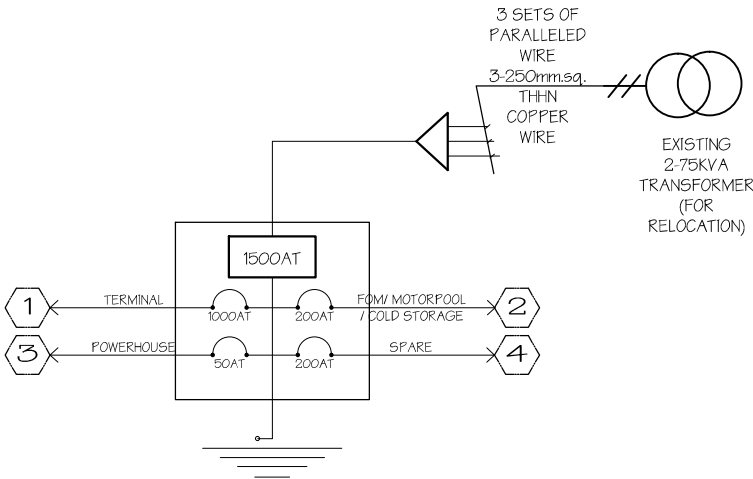 3 SETS OF
PARALLELED
WIRE
3-250mm.sq.
THHN
COPPER
WIRE
EXISTING
2-75KVA
TRANSFORMER
(FOR
RELOCATION)
1500AT
1
TERMINAL
1000AT
200AT
FOM/ MOTORPOOL
/ COLD STORAGE
2
3
POWERHOUSE
50AT
200AT
SPARE
4